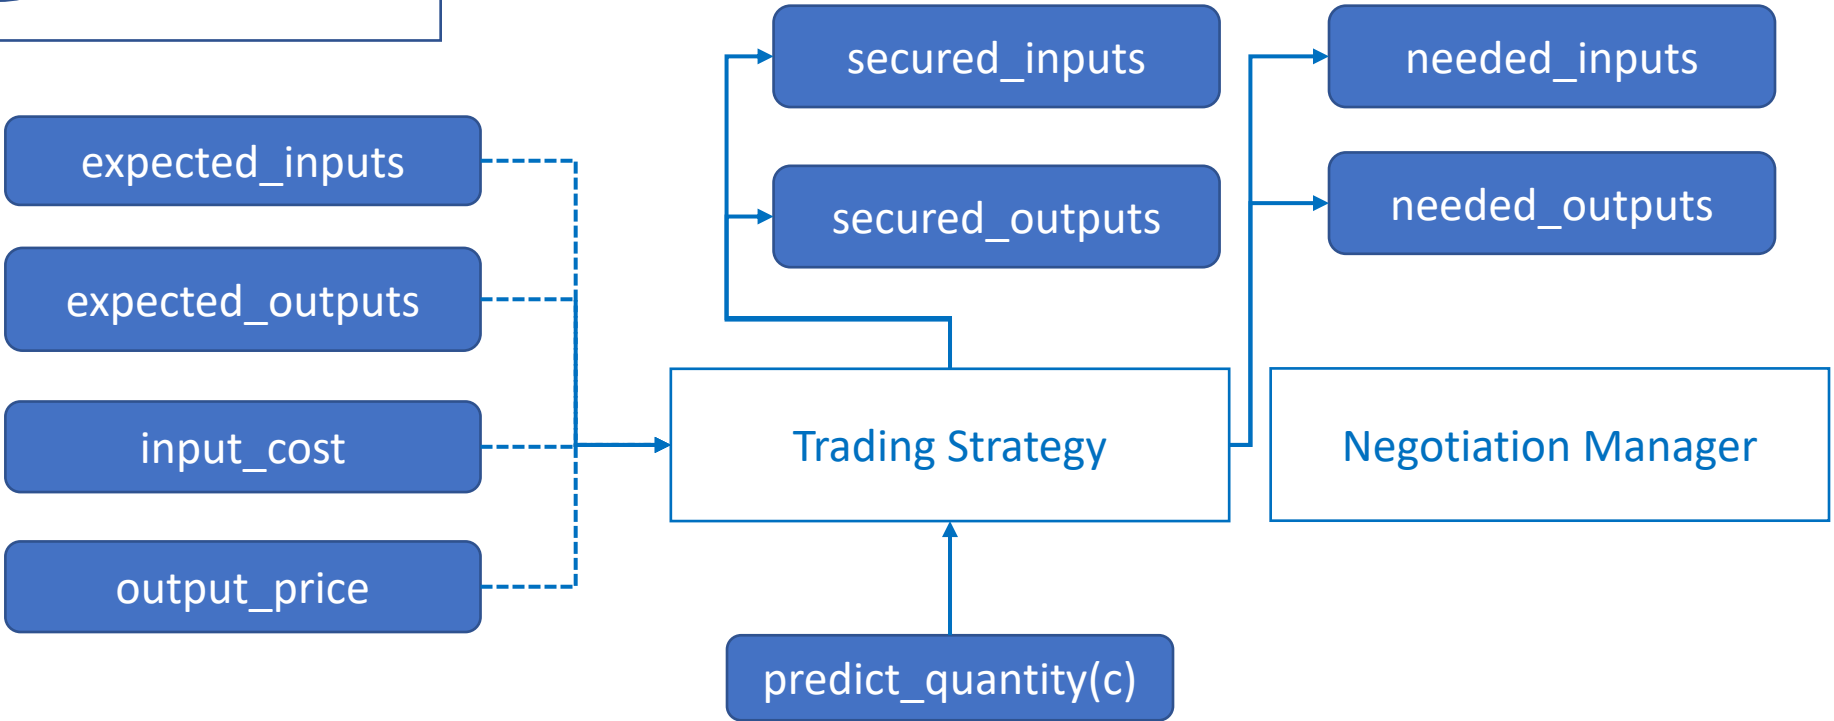 secured_inputs
needed_inputs
expected_inputs
secured_outputs
needed_outputs
expected_outputs
input_cost
Trading Strategy
Negotiation Manager
output_price
predict_quantity(c)